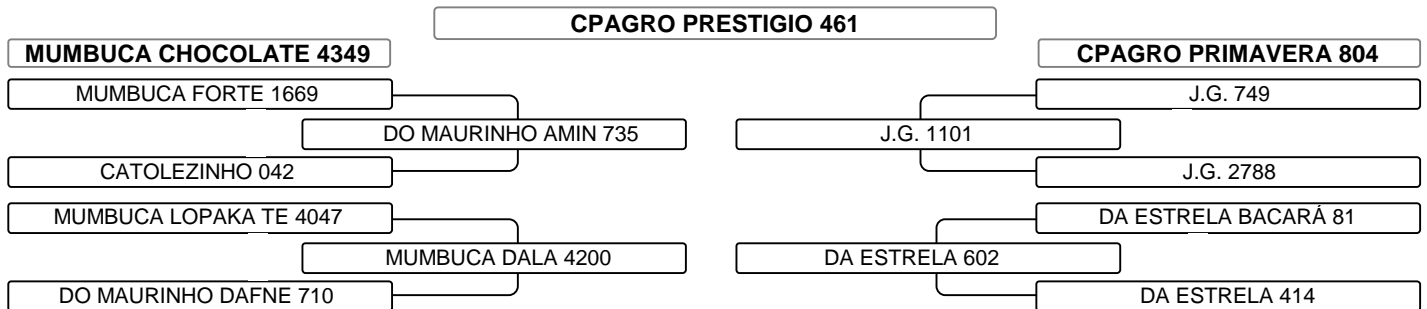 CPAGRO PRESTIGIO 461
MUMBUCA CHOCOLATE 4349
CPAGRO PRIMAVERA 804
MUMBUCA FORTE 1669
J.G. 749
DO MAURINHO AMIN 735
J.G. 1101
CATOLEZINHO 042
J.G. 2788
MUMBUCA LOPAKA TE 4047
DA ESTRELA BACARÁ 81
MUMBUCA DALA 4200
DA ESTRELA 602
DO MAURINHO DAFNE 710
DA ESTRELA 414